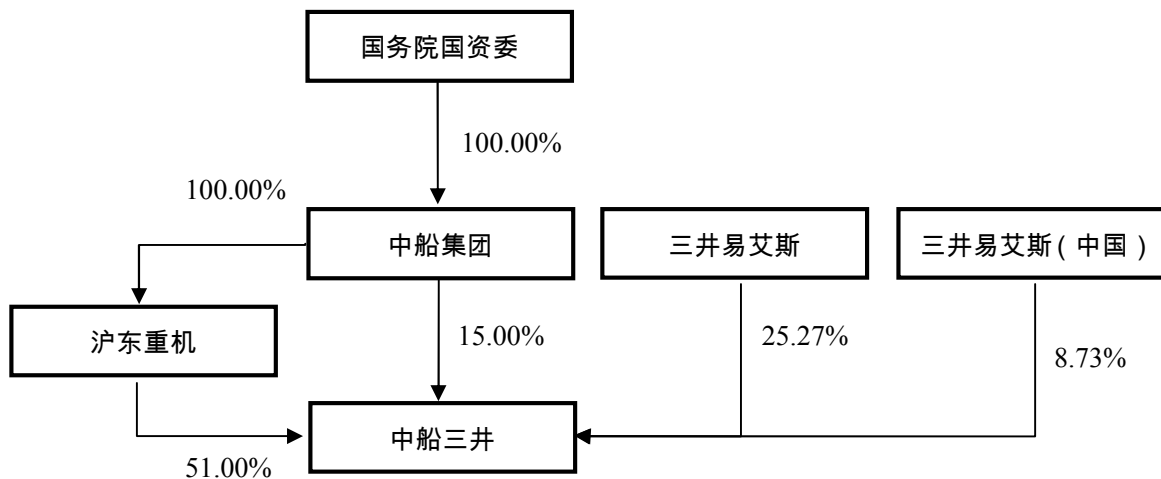 国务院国资委
100.00%
100.00%
中船集团
三井易艾斯
三井易艾斯（中国）
沪东重机
15.00%
25.27%
8.73%
中船三井
51.00%